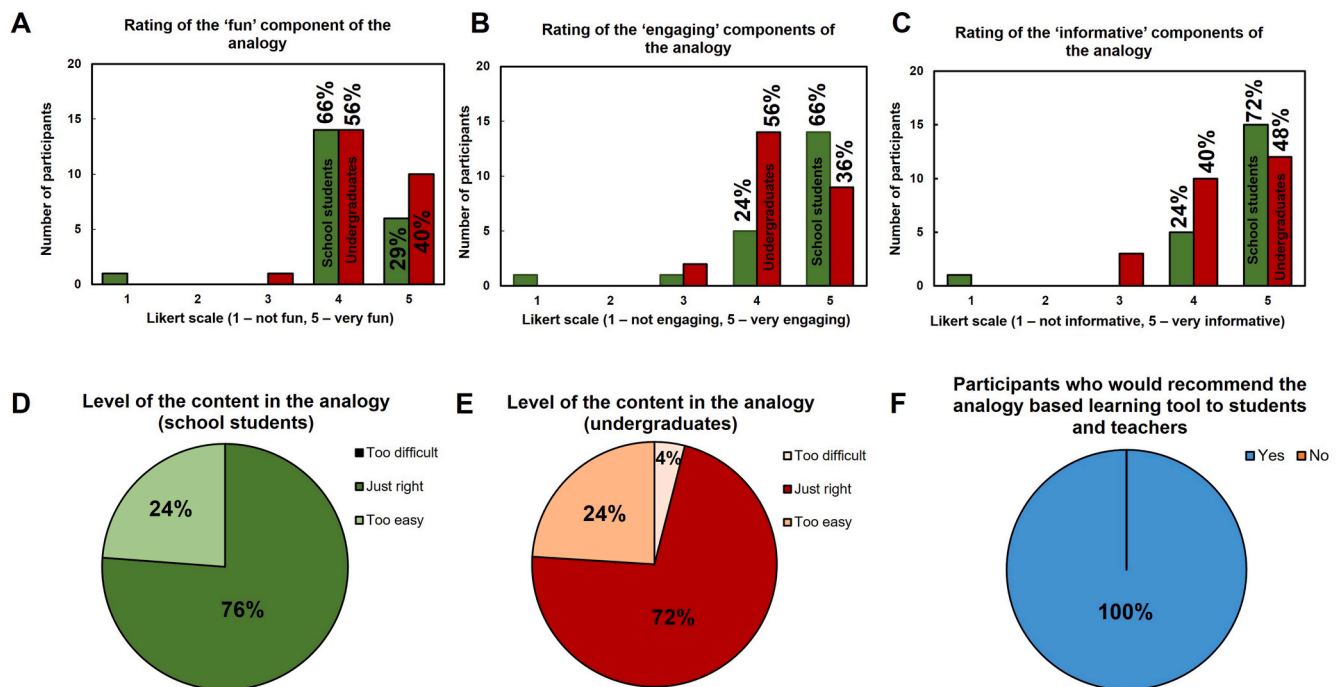 A
Rating of the ‘fun’ component of the
analogy
Number of participants
20
15
10
5
0
66%
56%
School students
Undergraduates
29%
40%
1
2
3
4
5
Likert scale (1 – not fun, 5 – very fun)
B
Rating of the ‘engaging’ components of
the analogy
Number of participants
20
15
10
5
0
24%
56%
Undergraduates
66%
School students
36%
1
2
3
4
5
Likert scale (1 – not engaging, 5 – very engaging)
C
Rating of the ‘informative’ components of
the analogy
Number of participants
20
15
10
5
0
24%
40%
72%
School students
48%
Undergraduates
1
2
3
4
5
Likert scale (1 – not informative, 5 – very informative)
D
Level of the content in the analogy
(school students)
Too difficult
Just right
Too easy
24%
76%
E
Level of the content in the analogy
(undergraduates)
4%
Too difficult
Just right
Too easy
24%
72%
F
Participants who would recommend the
analogy based learning tool to students
and teachers
Yes
No
100%